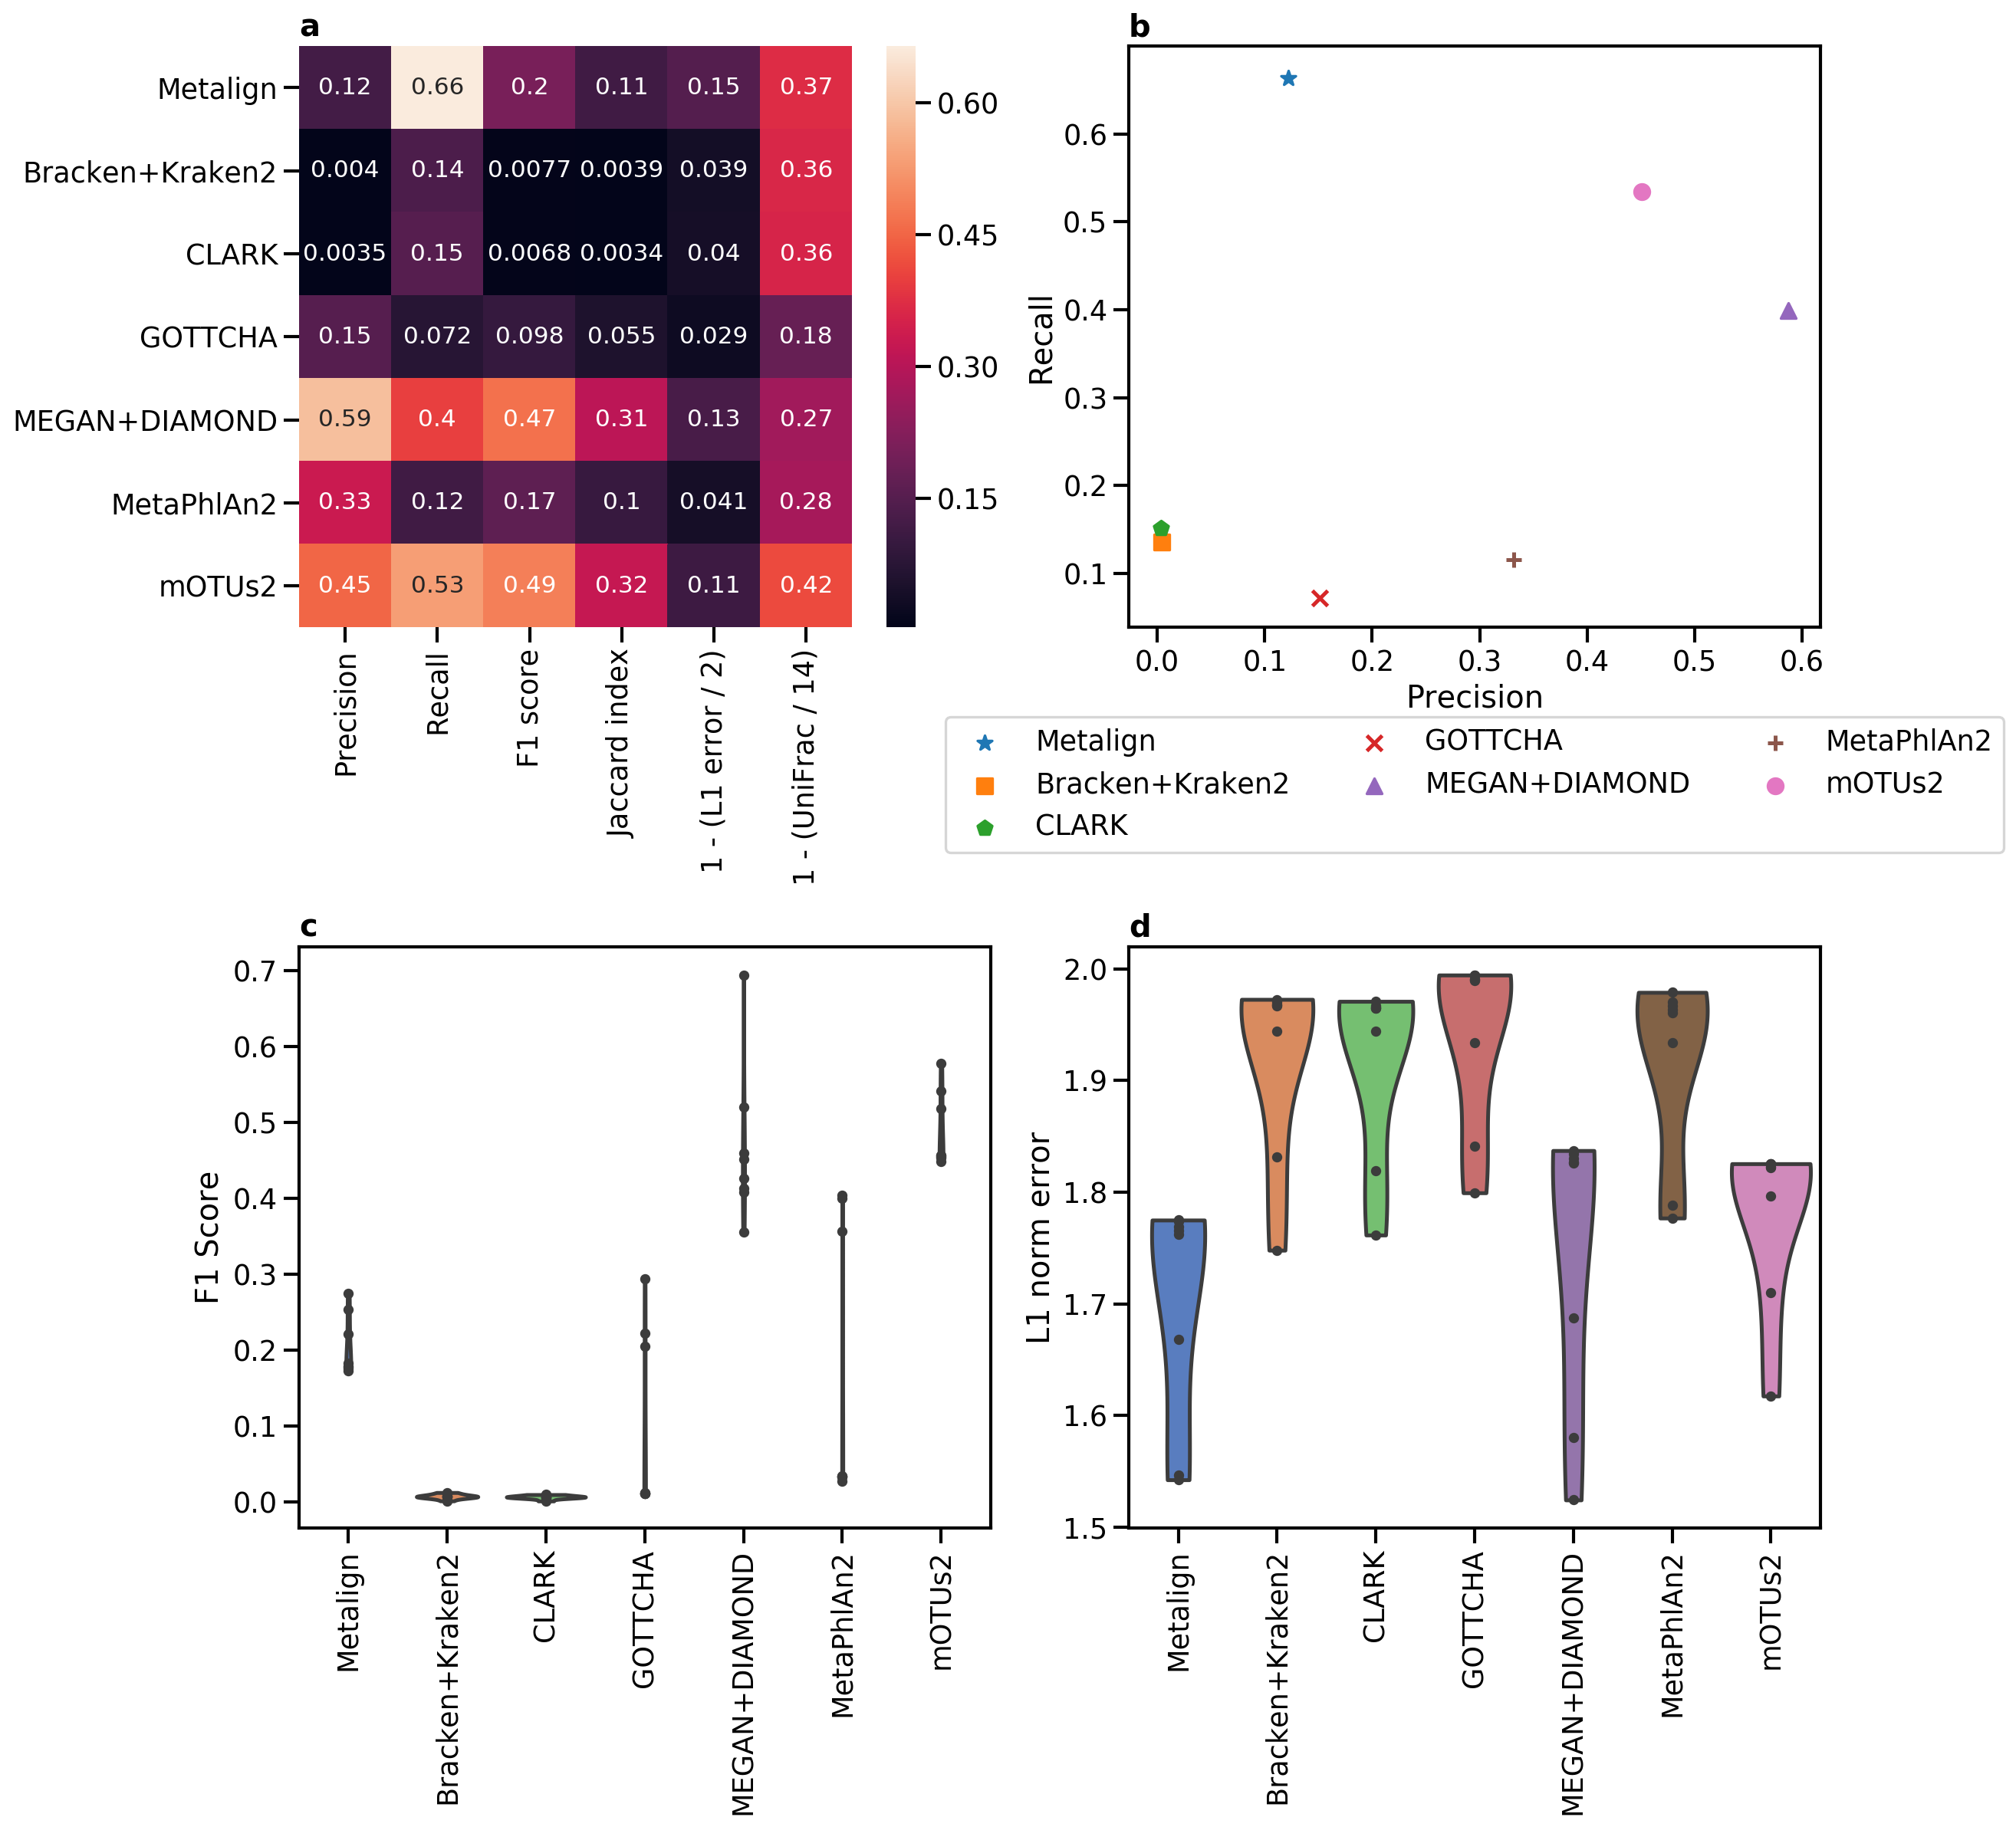 a
Metalign 0.12 0.66 0.2 0.11 0.15 0.37
Bracken+Kraken2 0.004 0.14 0.0077 0.0039 0.039 0.36
CLARK 0.0035 0.15 0.0068 0.0034 0.04 0.36
GOTTCHA 0.15 0.072 0.098 0.055 0.029 0.18
MEGAN+DIAMOND 0.59 0.4 0.47 0.31 0.13 0.27
MetaPhlAn2 0.33 0.12 0.17 0.1 0.041 0.28
mOTUs2 0.45 0.53 0.49 0.32 0.11 0.42
Precision
Recall
F1 score
Jaccard index
1 - (L1 error / 2)
1 - (UniFrac / 14)
0.60
0.45
0.30
0.15
b
Recall
0.6
0.5
0.4
0.3
0.2
0.1
0.0 0.1 0.2 0.3 0.4 0.5 0.6
Precision
Metalign GOTTCHA MetaPhlAn2
Bracken+Kraken2 MEGAN+DIAMOND mOTUs2
CLARK
c
F1 Score
0.7
0.6
0.5
0.4
0.3
0.2
0.1
0.0
Metalign
Bracken+Kraken2
CLARK
GOTTCHA
MEGAN+DIAMOND
MetaPhlAn2
mOTUs2
d
L1 norm error
2.0
1.9
1.8
1.7
1.6
1.5
Metalign
Bracken+Kraken2
CLARK
GOTTCHA
MEGAN+DIAMOND
MetaPhlAn2
mOTUs2